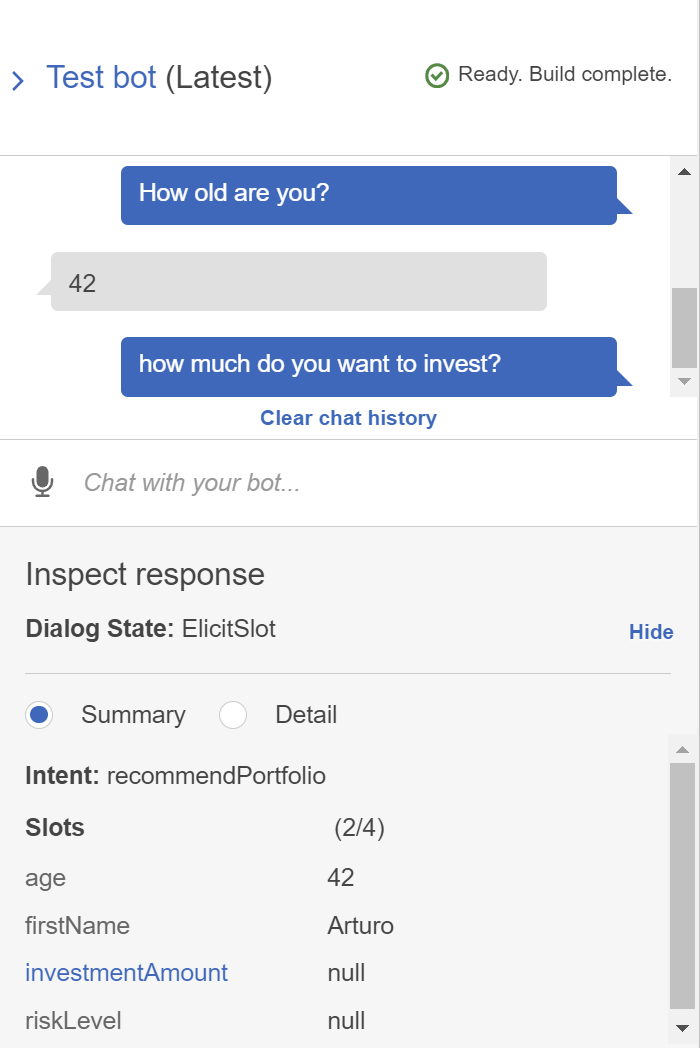 Test bot (Latest)
Ready. Build complete.
How old are you?
42
how much do you want to invest?
Clear chat history
Chat with your bot...
Inspect response
Dialog State: ElicitSlot
Hide
Summary
Detail
Intent: recommendPortfolio
Slots (2/4)
age 42
firstName Arturo
investmentAmount null
riskLevel null